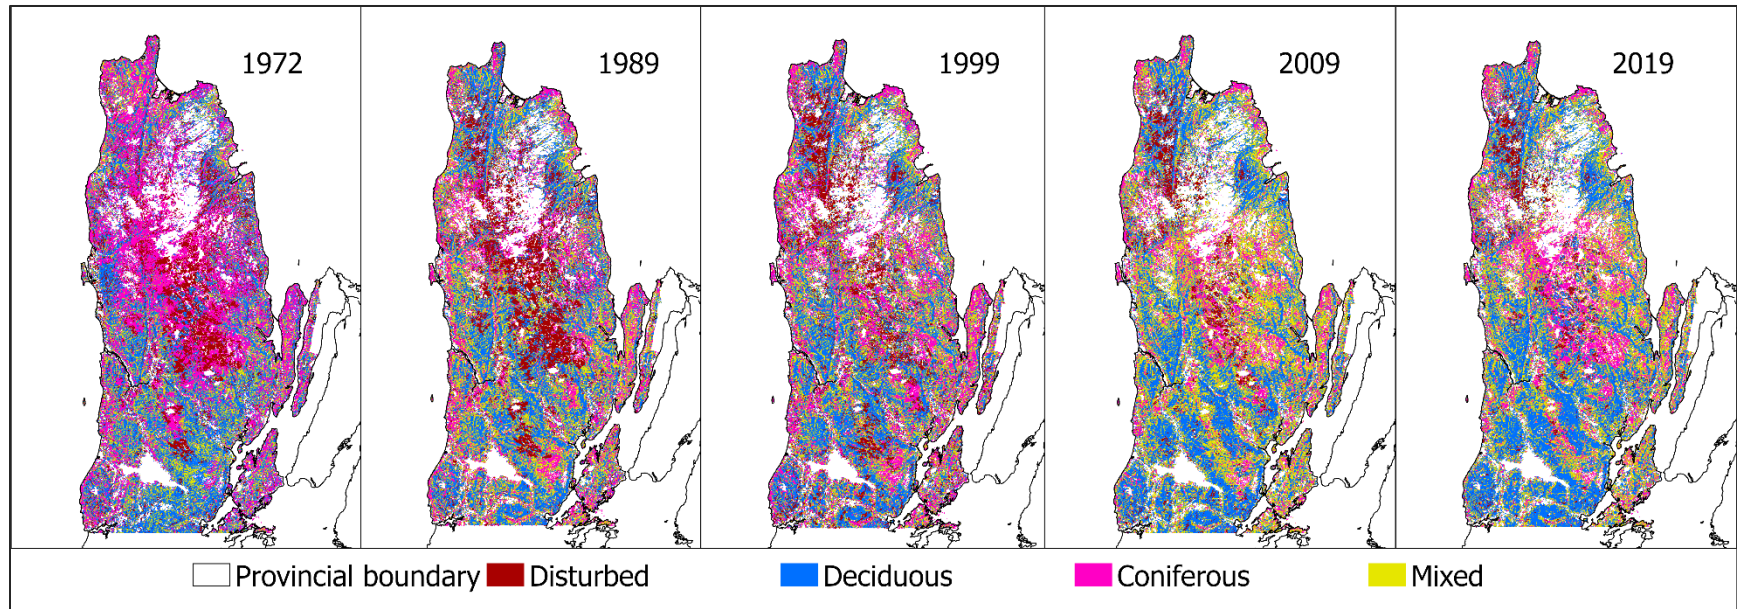 1972 1989 1999 2009 2019
Provincial boundary Disturbed Deciduous Coniferous Mixed